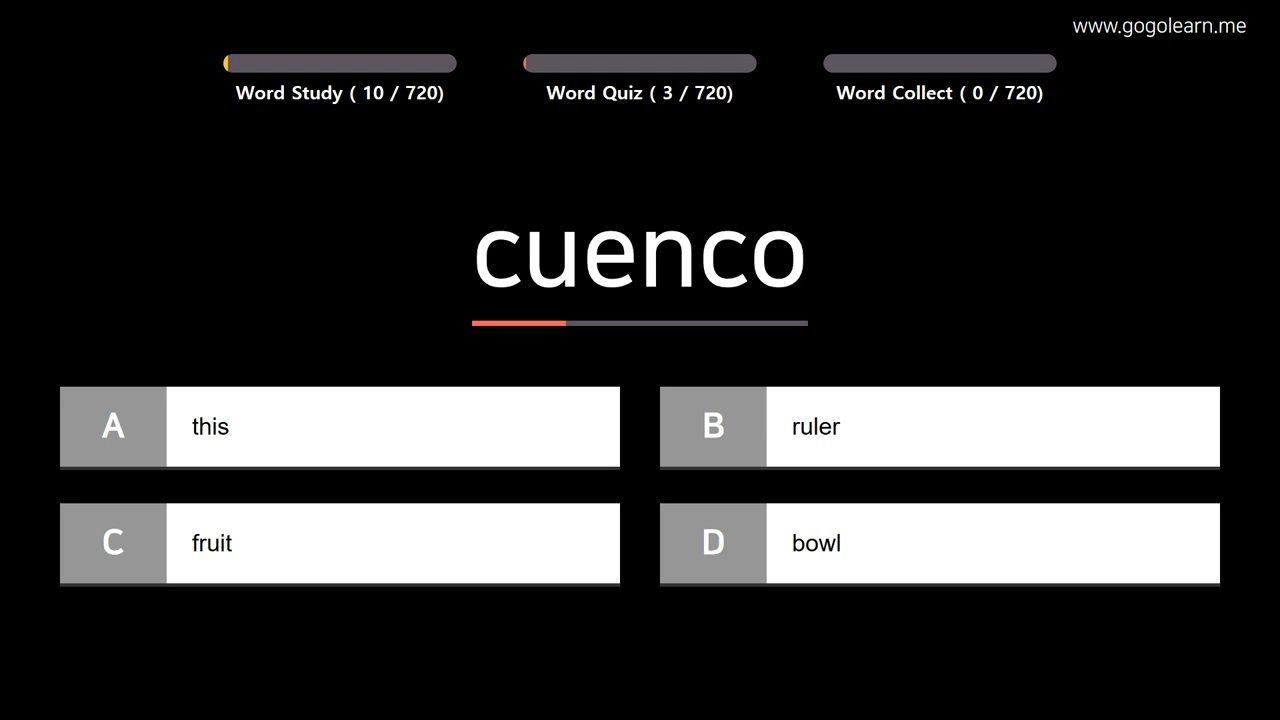 www.gogolearn.me
Word Study ( 10 / 720)
Word Quiz ( 3 / 720)
Word Collect ( 0 / 720)
cuenco
A this
B ruler
C fruit
D bowl